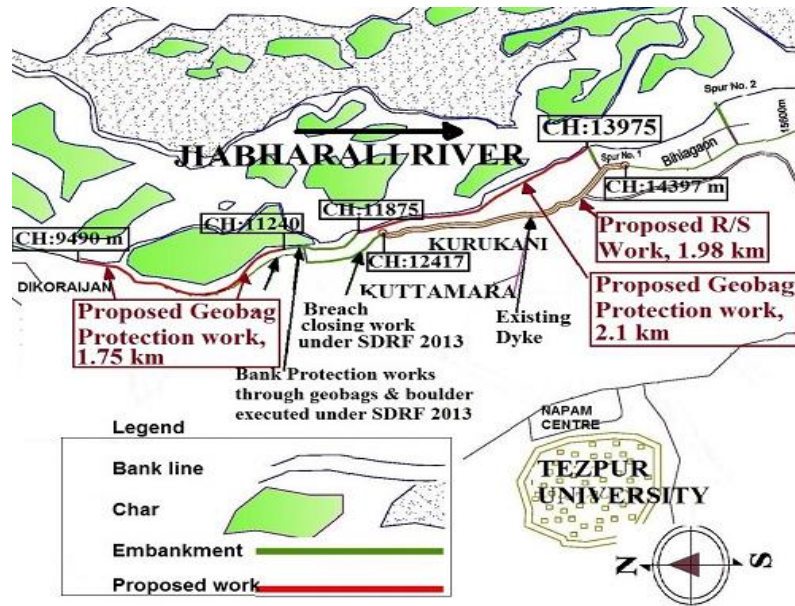 Spur No. 2
15600m
CH:13975
JIABHARALI RIVER
Spur No. 1
Bihiagaon
CH:14397 m
CH:11875
CH:11240
CH:9490 m
Proposed R/S
Work, 1.98 km
KURUKANI
CH:12417
DIKORAIJAN
KUTTAMARA
Proposed Geobag
Protection work,
1.75 km
Proposed Geobag
Protection work,
2.1 km
Breach
closing work
under SDRF 2013
Existing
Dyke
Bank Protection works
through geobags & boulder
executed under SDRF 2013
NAPAM
CENTRE
TEZPUR
UNIVERSITY
Legend
Bank line
Char
Embankment
Proposed work
N
S